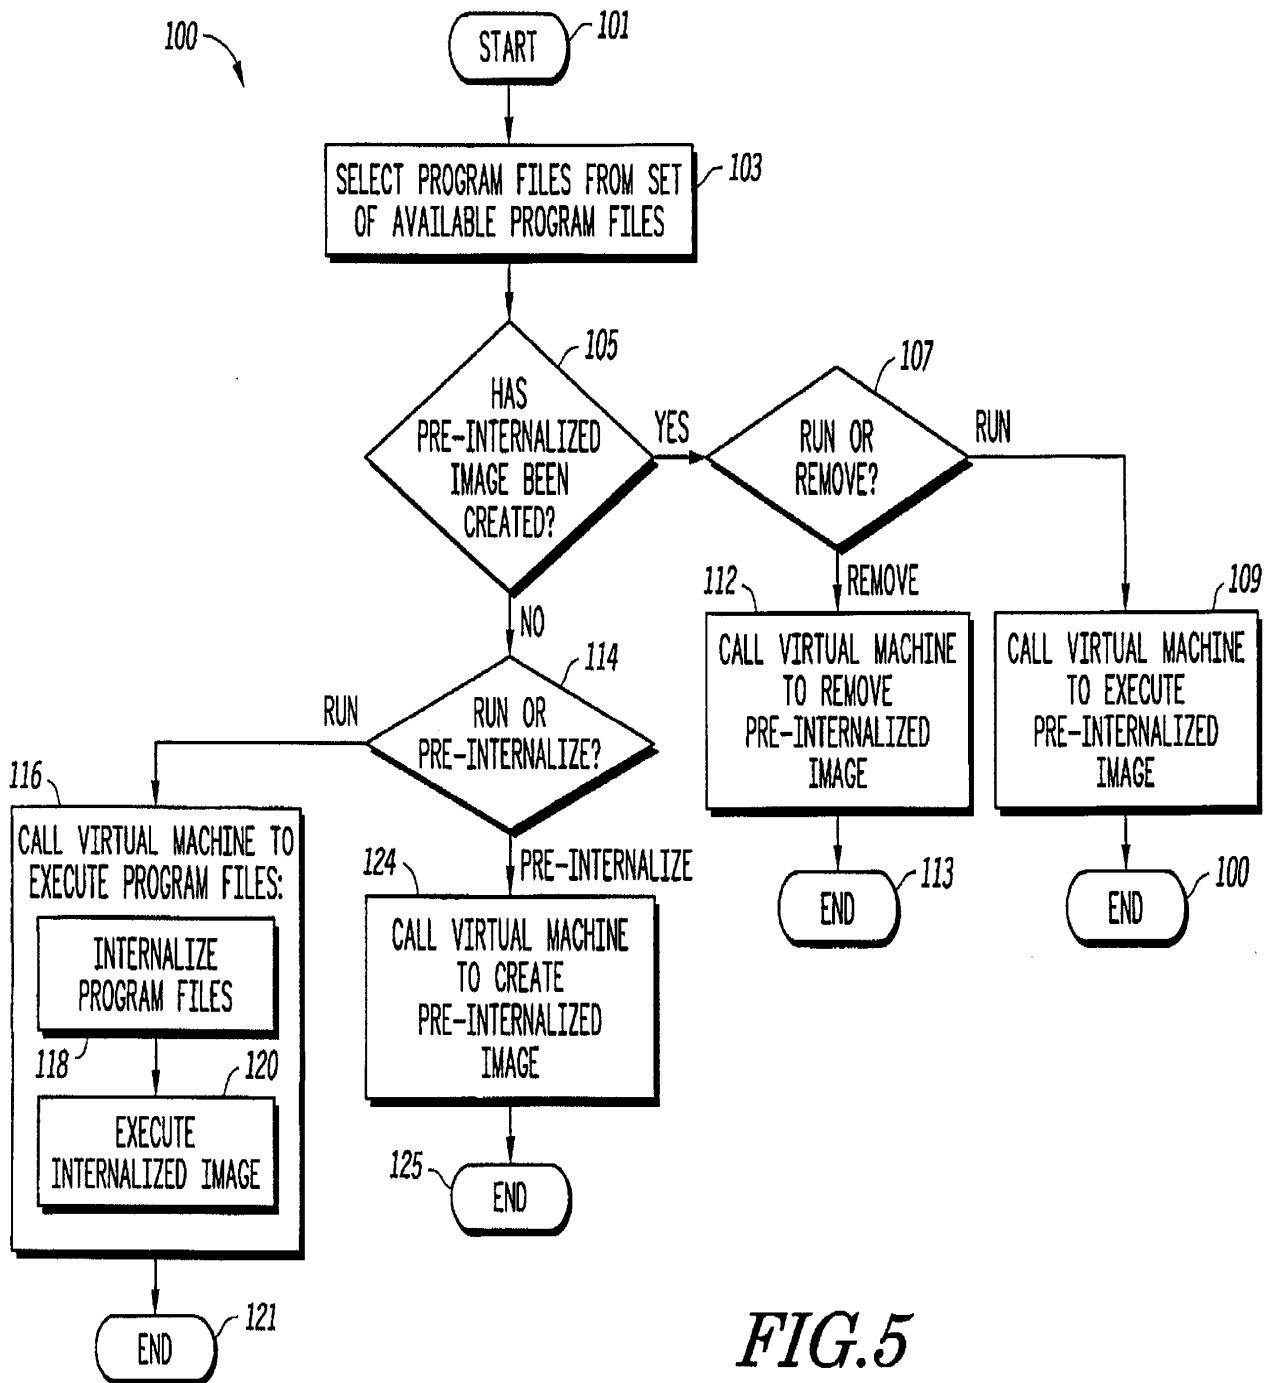 100
START
101
SELECT PROGRAM FILES FROM SET
OF AVAILABLE PROGRAM FILES
103
HAS
PRE-INTERNALIZED
IMAGE BEEN
CREATED?
105
YES
RUN OR
REMOVE?
107
RUN
NO
REMOVE
112
CALL VIRTUAL MACHINE
TO REMOVE
PRE-INTERNALIZED
IMAGE
109
CALL VIRTUAL MACHINE
TO EXECUTE
PRE-INTERNALIZED
IMAGE
END
113
END
100
RUN OR
PRE-INTERNALIZE?
114
RUN
PRE-INTERNALIZE
116
CALL VIRTUAL MACHINE TO
EXECUTE PROGRAM FILES:
INTERNALIZE
PROGRAM FILES
118
120
EXECUTE
INTERNALIZED IMAGE
END
121
124
CALL VIRTUAL MACHINE
TO CREATE
PRE-INTERNALIZED
IMAGE
125
END
FIG.5